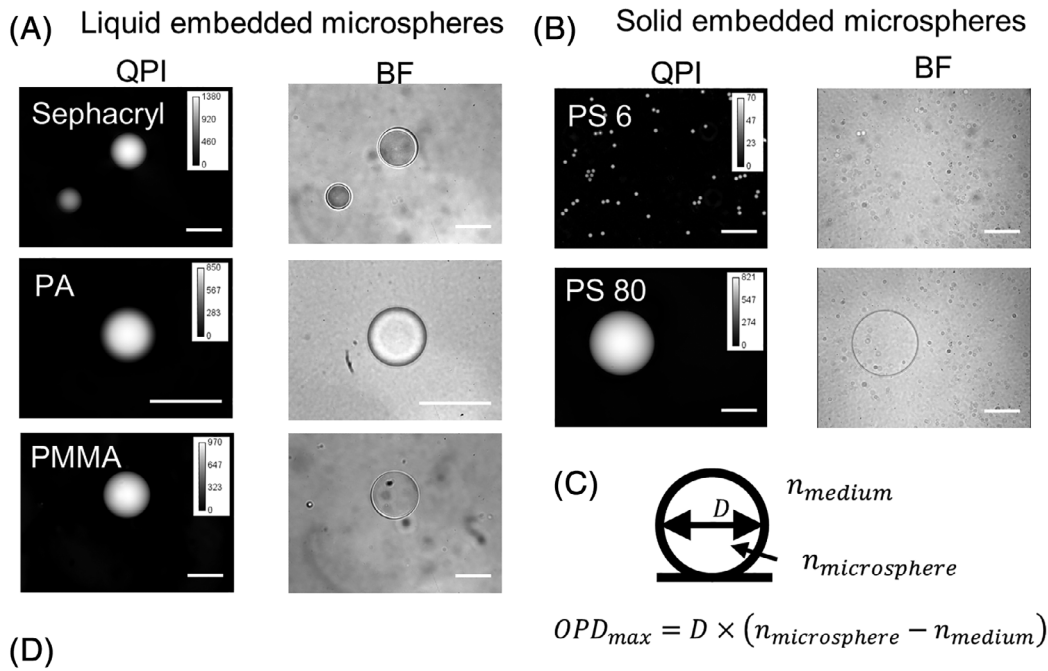 (A) Liquid embedded microspheres
QPI BF
Sephacryl
1380
920
460
0
PA
850
567
283
0
PMMA
970
647
323
0
(B) Solid embedded microspheres
QPI BF
PS 6
70
47
23
0
PS 80
821
547
274
0
(C)
n_medium
D
n_microsphere
OPD_max = D × (n_microsphere − n_medium)
(D)